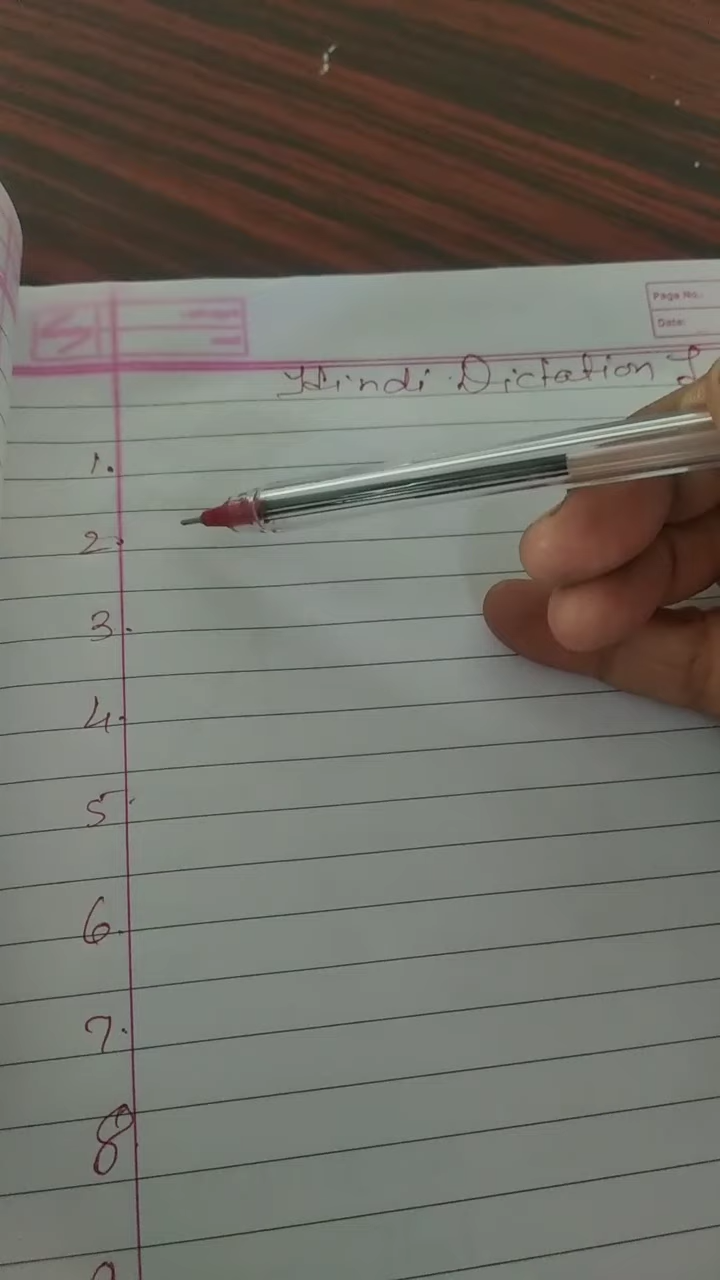 Page No.
Date:
Hindi Dictation
1.
2.
3.
4.
5.
6.
7.
8